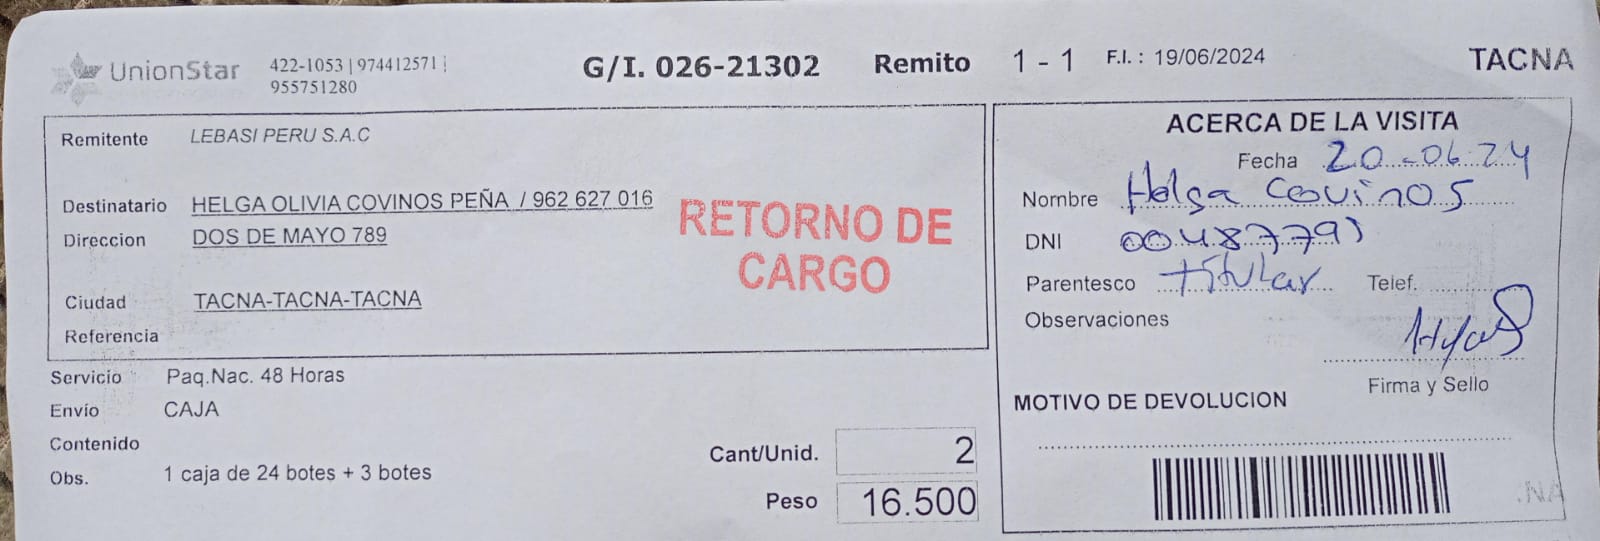 UnionStar 422-1053 | 974412571 |
955751280
G/I. 026-21302 Remito 1 - 1 F.I. : 19/06/2024 TACNA
Remitente LEBASI PERU S.A.C
Destinatario HELGA OLIVIA COVINOS PEÑA / 962 627 016
Direccion DOS DE MAYO 789
Ciudad TACNA-TACNA-TACNA
Referencia
RETORNO DE
CARGO
Servicio Paq.Nac. 48 Horas
Envío CAJA
Contenido
Obs. 1 caja de 24 botes + 3 botes
Cant/Unid. 2
Peso 16.500
ACERCA DE LA VISITA
Fecha 20-06-24
Nombre Helga Covinos
DNI 00487791
Parentesco titular Telef.
Observaciones
Firma y Sello
MOTIVO DE DEVOLUCION